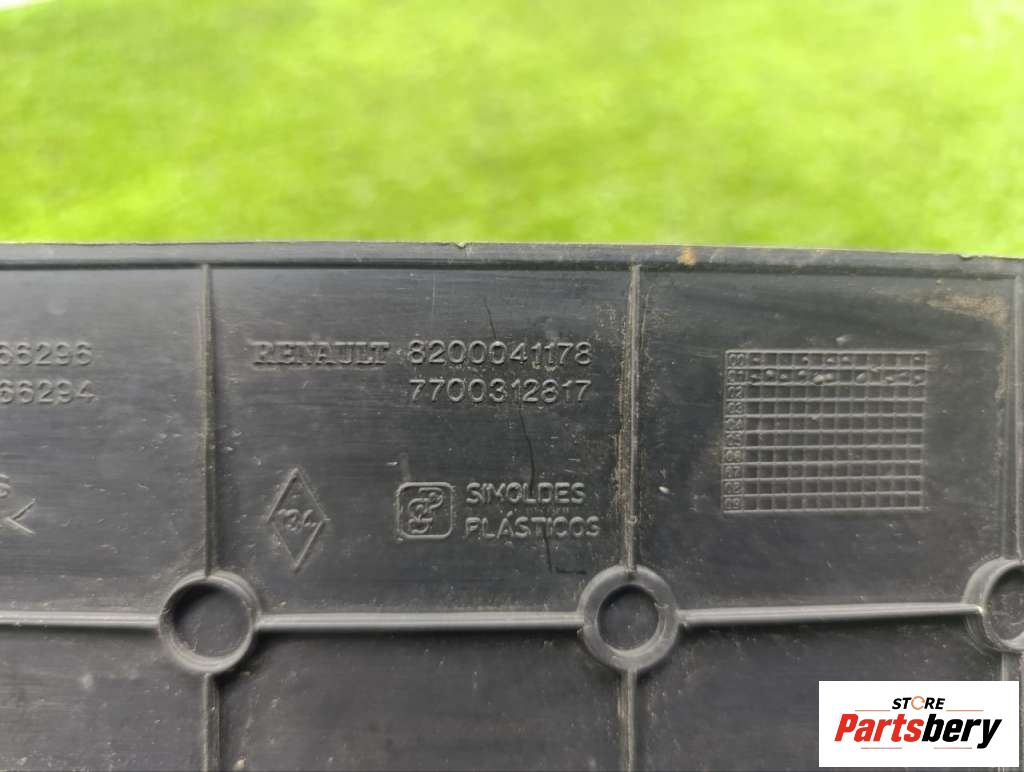 66296
66294
RENAULT 8200041178
7700312817
134
SIMOLDES
PLÁSTICOS
STORE
Partsbery